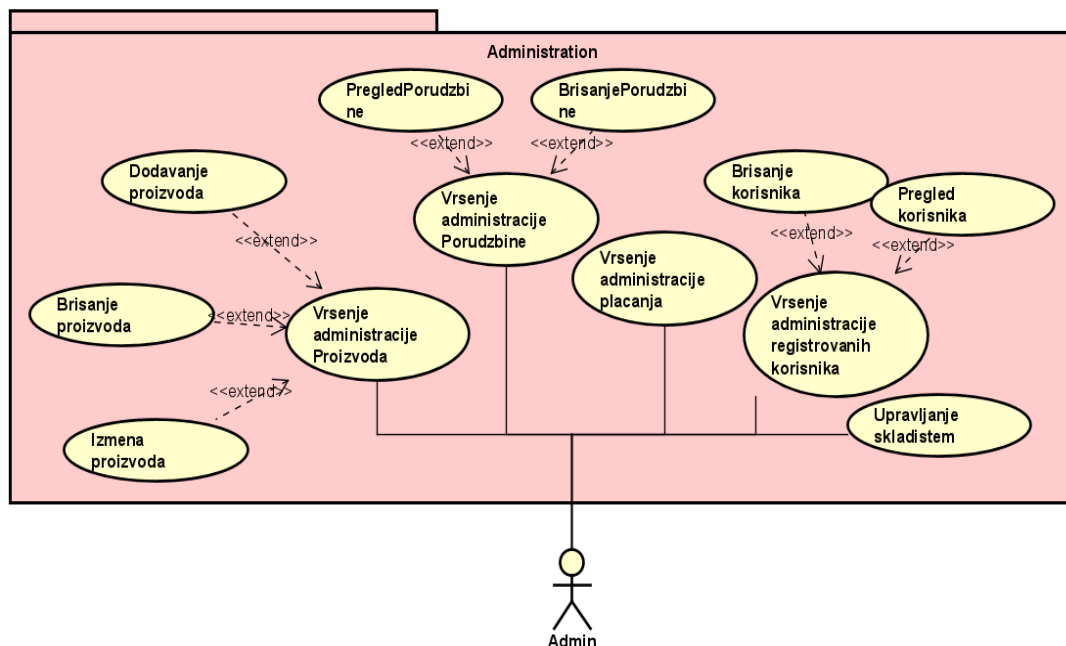 Administration
PregledPorudzbi
ne
BrisanjePorudzbi
ne
<<extend>>
<<extend>>
Dodavanje
proizvoda
Vrsenje
administracije
Porudzbine
Brisanje
korisnika
Pregled
korisnika
<<extend>>
<<extend>>
<<extend>>
Vrsenje
administracije
placanja
Brisanje
proizvoda
<<extend>>
Vrsenje
administracije
Proizvoda
Vrsenje
administracije
registrovanih
korisnika
<<extend>>
Izmena
proizvoda
Upravljanje
skladistem
Admin